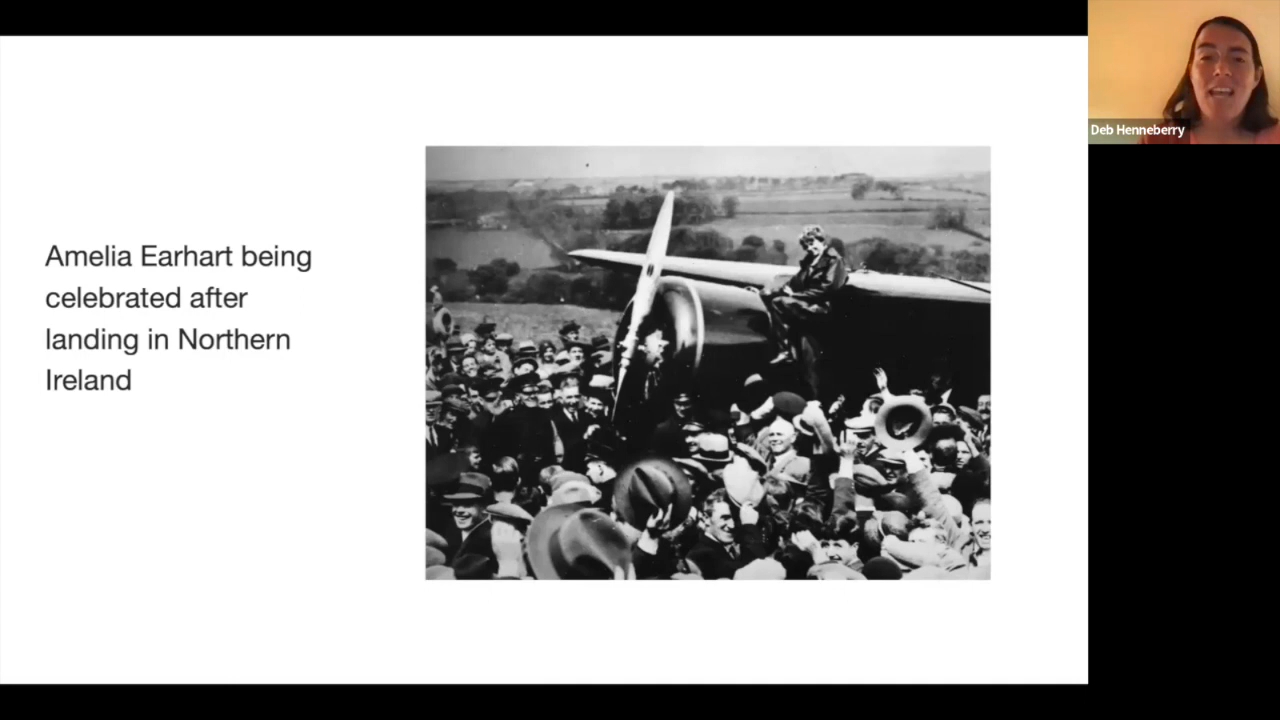 Amelia Earhart being
celebrated after
landing in Northern
Ireland
Deb Henneberry